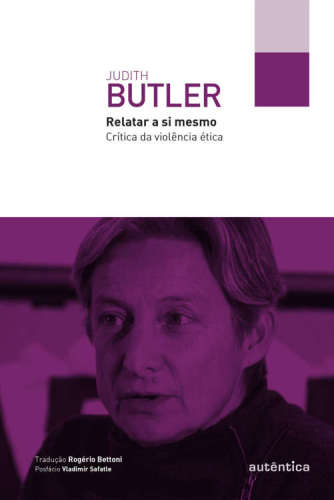 JUDITH
BUTLER
Relatar a si mesmo
Crítica da violência ética
Tradução Rogério Bettoni
Posfácio Vladimir Safatle
autêntica